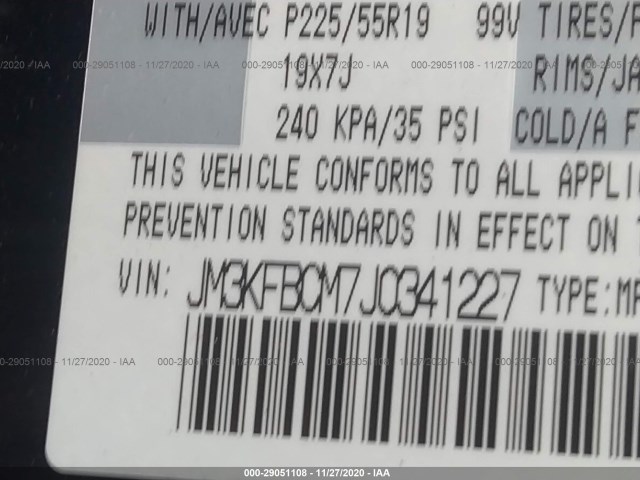 WITH/AVEC P225/55R19 99V TIRES/P
19X7J RIMS/JA
240 KPA/35 PSI COLD/A F
THIS VEHICLE CONFORMS TO ALL APPLI
PREVENTION STANDARDS IN EFFECT ON T
VIN: JM3KFBCM7J0341227 TYPE:MP
000-29051108 - 11/27/2020 - IAA